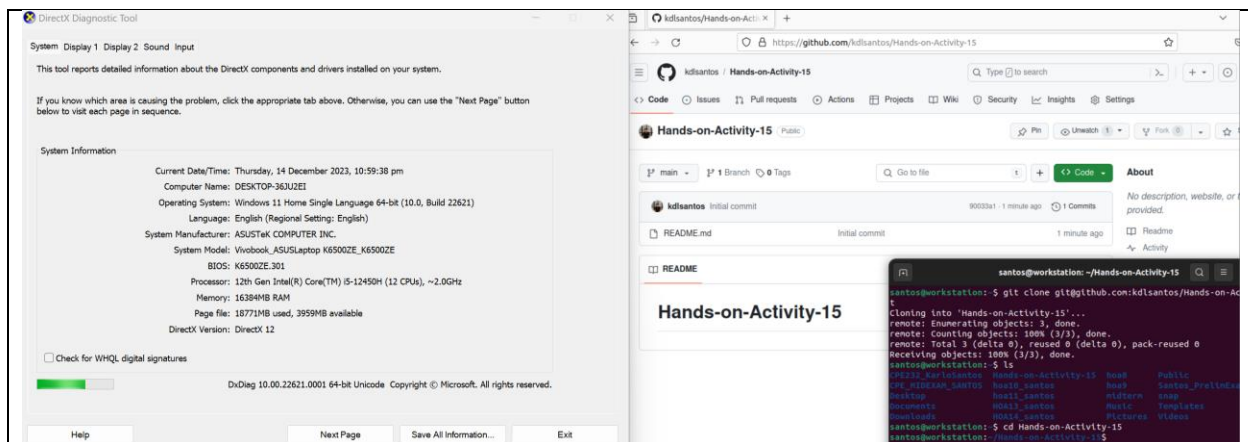 DirectX Diagnostic Tool
System Display 1 Display 2 Sound Input
This tool reports detailed information about the DirectX components and drivers installed on your system.
If you know which area is causing the problem, click the appropriate tab above. Otherwise, you can use the "Next Page" button
below to visit each page in sequence.
System Information
Current Date/Time: Thursday, 14 December 2023, 10:59:38 pm
Computer Name: DESKTOP-36JU2EI
Operating System: Windows 11 Home Single Language 64-bit (10.0, Build 22621)
Language: English (Regional Setting: English)
System Manufacturer: ASUSTeK COMPUTER INC.
System Model: Vivobook_ASUSLaptop K6500ZE_K6500ZE
BIOS: K6500ZE.301
Processor: 12th Gen Intel(R) Core(TM) i5-12450H (12 CPUs), ~2.0GHz
Memory: 16384MB RAM
Page file: 18771MB used, 3959MB available
DirectX Version: DirectX 12
Check for WHQL digital signatures
DxDiag 10.00.22621.0001 64-bit Unicode Copyright © Microsoft. All rights reserved.
Help Next Page Save All Information... Exit
kdlsantos/Hands-on-Acti
https://github.com/kdlsantos/Hands-on-Activity-15
kdlsantos / Hands-on-Activity-15 Type / to search
Code Issues Pull requests Actions Projects Wiki Security Insights Settings
Hands-on-Activity-15 Public Pin Unwatch 1 Fork 0
main 1 Branch 0 Tags Go to file t Code About
No description, website, or t
provided.
kdlsantos Initial commit 90033a1 · 1 minute ago 1 Commits
README.md Initial commit 1 minute ago
Readme
Activity
README
Hands-on-Activity-15
santos@workstation: ~/Hands-on-Activity-15
santos@workstation:~$ git clone git@github.com:kdlsantos/Hands-on-Ac
t
Cloning into 'Hands-on-Activity-15'...
remote: Enumerating objects: 3, done.
remote: Counting objects: 100% (3/3), done.
remote: Total 3 (delta 0), reused 0 (delta 0), pack-reused 0
Receiving objects: 100% (3/3), done.
santos@workstation:~$ ls
CPE232_KarloSantos Hands-on-Activity-15 hoa8 Public
CPE_MIDEXAM_SANTOS hoa10_santos hoa9 Santos_PrelimExa
Desktop hoa11_santos midterm snap
Documents HOA13_santos Music Templates
Downloads HOA14_santos Pictures Videos
santos@workstation:~$ cd Hands-on-Activity-15
santos@workstation:~/Hands-on-Activity-15$